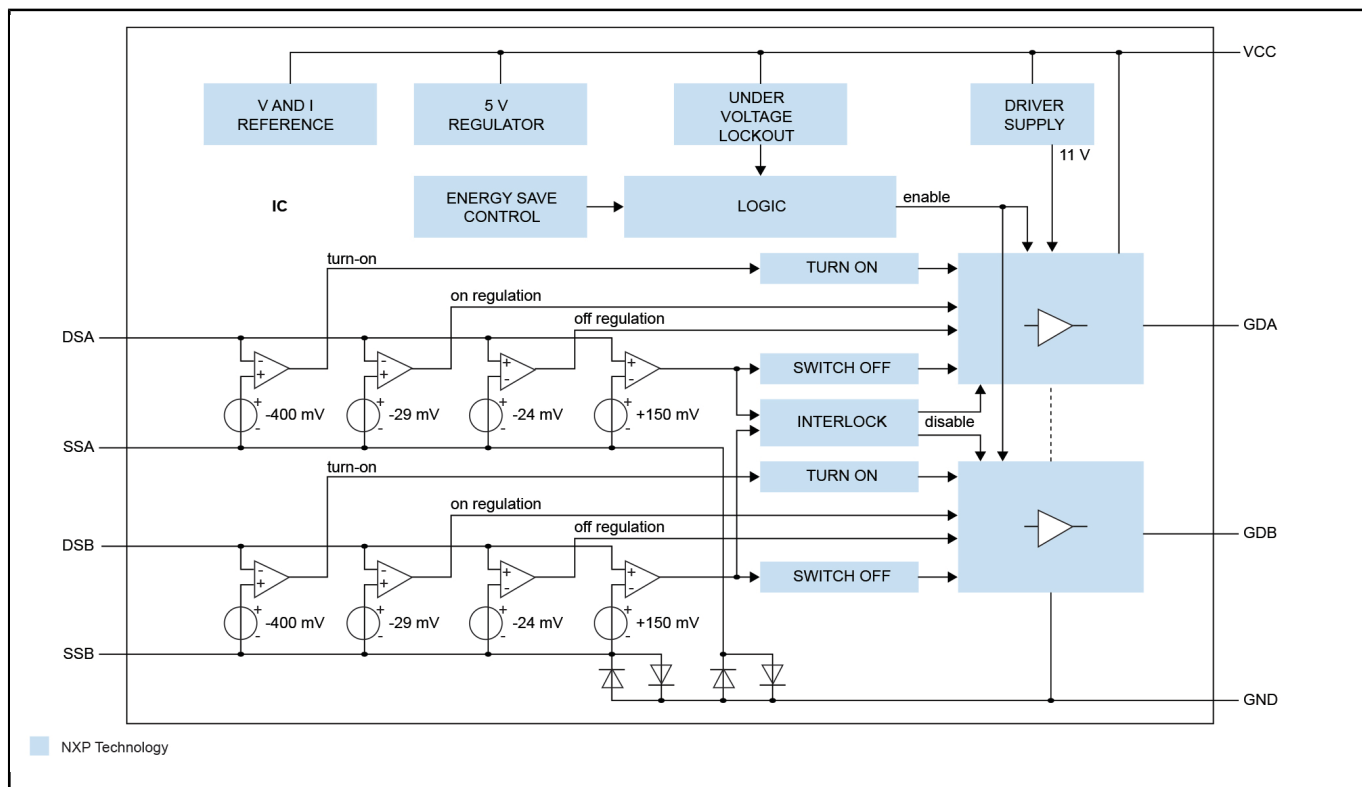 VCC
V AND I
REFERENCE
5 V
REGULATOR
UNDER
VOLTAGE
LOCKOUT
DRIVER
SUPPLY
11 V
IC
ENERGY SAVE
CONTROL
LOGIC
enable
turn-on
TURN ON
on regulation
off regulation
DSA
GDA
- + - + + - + -
SWITCH OFF
+ - -400 mV
+ - -29 mV
+ - -24 mV
+ - +150 mV
INTERLOCK
disable
SSA
turn-on
TURN ON
on regulation
off regulation
DSB
GDB
- + - + + - + -
SWITCH OFF
+ - -400 mV
+ - -29 mV
+ - -24 mV
+ - +150 mV
SSB
GND
NXP Technology